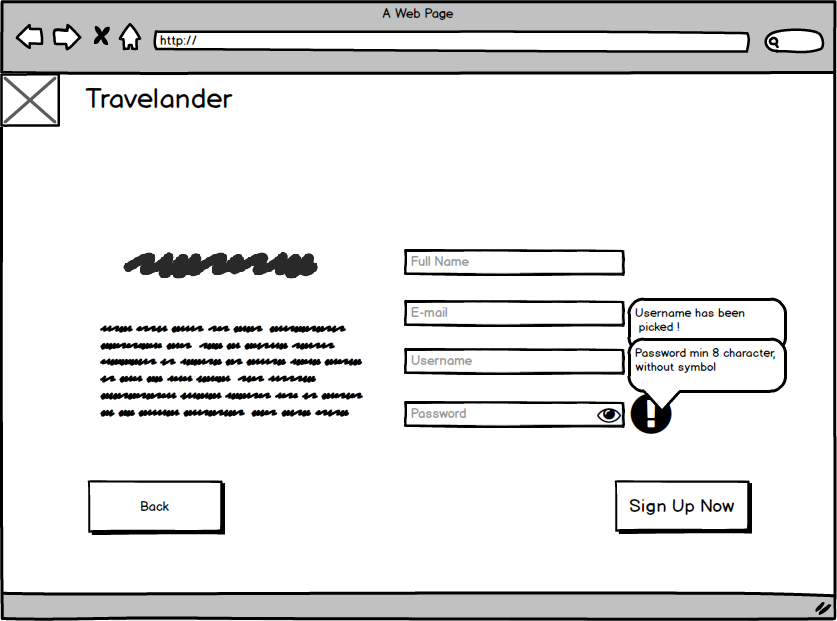 A Web Page
http://
Travelander
Full Name
E-mail
Username has been
picked !
Username
Password min 8 character,
without symbol
Password
Back
Sign Up Now